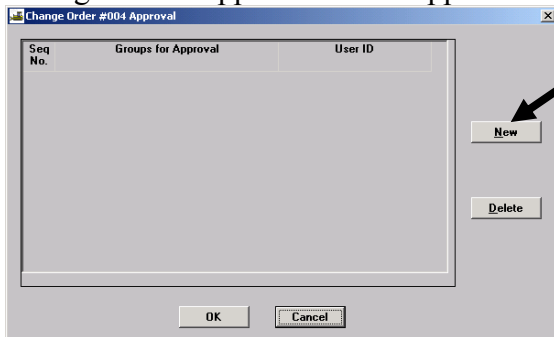 Change Order #004 Approval
Seq No.
Groups for Approval
User ID
New
Delete
OK
Cancel